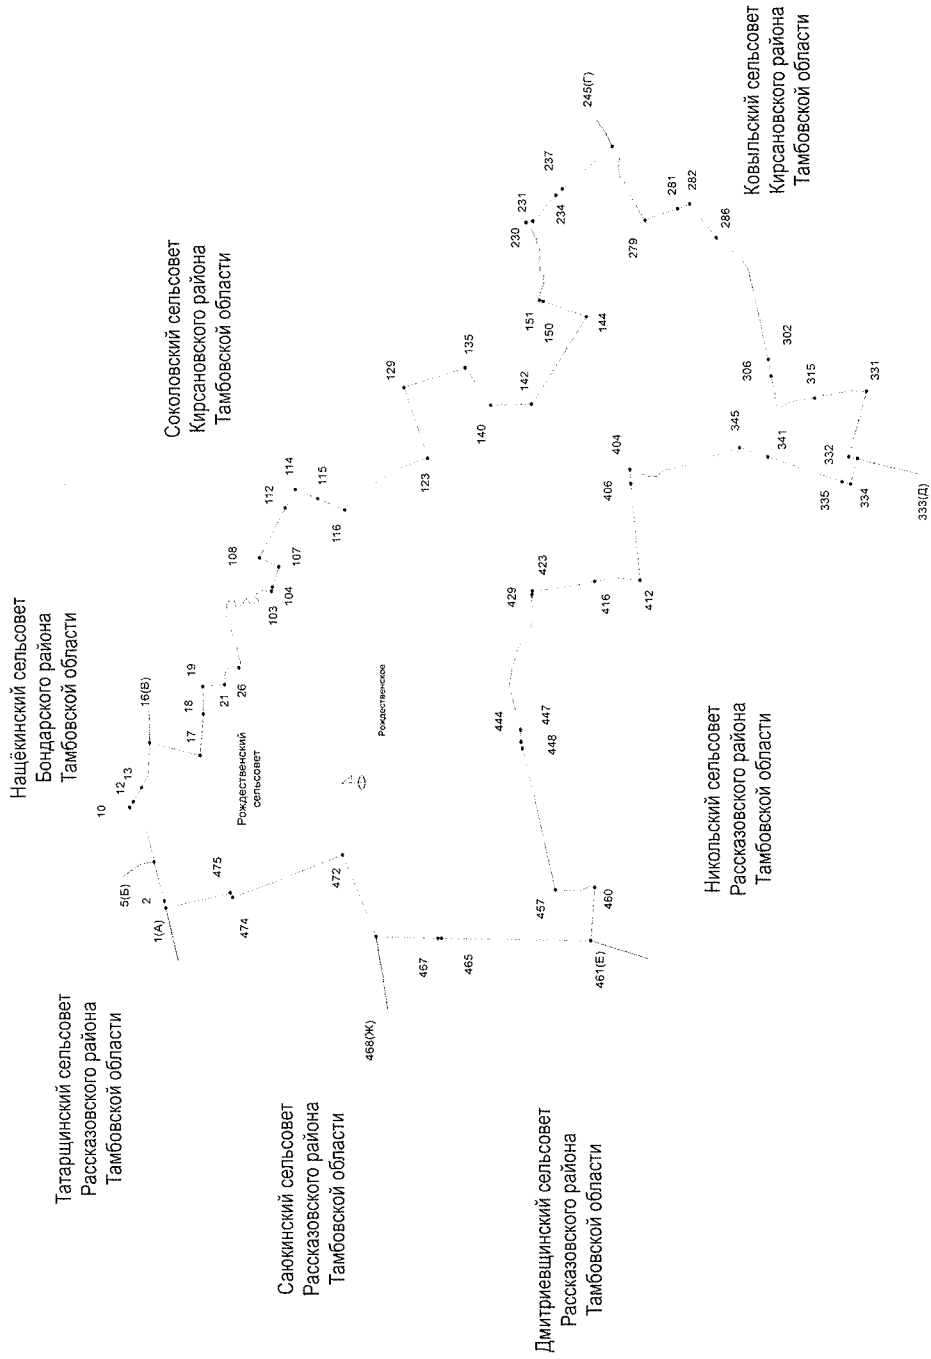 Нащёкинский сельсовет
Бондарского района
Тамбовской области
Соколовский сельсовет
Кирсановского района
Тамбовской области
Ковыльский сельсовет
Кирсановского района
Тамбовской области
Татарщинский сельсовет
Рассказовского района
Тамбовской области
Саюкинский сельсовет
Рассказовского района
Тамбовской области
Дмитриевщинский сельсовет
Рассказовского района
Тамбовской области
Никольский сельсовет
Рассказовского района
Тамбовской области
Рождественский
сельсовет
Рождественское
1(А)
2
5(Б)
10
12
13
16(В)
17
18
19
21
26
103
104
107
108
112
114
115
116
123
129
135
140
142
144
150
151
230
231
234
237
245(Г)
279
281
282
286
302
306
315
331
332
333(Д)
334
335
341
345
404
406
412
416
423
429
444
447
448
457
460
461(Е)
465
467
468(Ж)
472
474
475